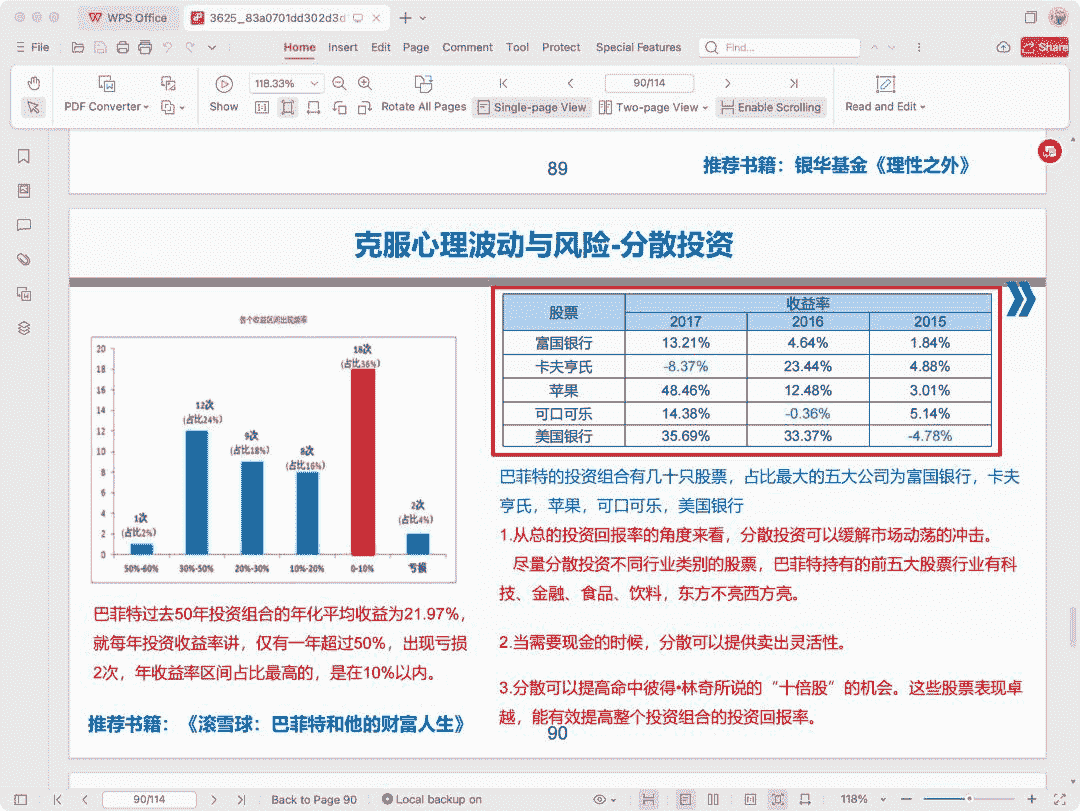 WPS Office
3625_83a0701dd302d3d
File
Home Insert Edit Page Comment Tool Protect Special Features
Find...
Share
PDF Converter
Show
118.33%
Rotate All Pages
90/114
Single-page View
Two-page View
Enable Scrolling
Read and Edit
89
推荐书籍：银华基金《理性之外》
克服心理波动与风险-分散投资
各个收益区间出现频率
20
18
16
14
12
10
8
6
4
2
0
1次
(占比2%)
12次
(占比24%)
9次
(占比18%)
8次
(占比16%)
18次
(占比36%)
2次
(占比4%)
50%-60% 30%-50% 20%-30% 10%-20% 0-10% 亏损
巴菲特过去50年投资组合的年化平均收益为21.97%，
就每年投资收益率讲，仅有一年超过50%，出现亏损
2次，年收益率区间占比最高的，是在10%以内。
推荐书籍：《滚雪球：巴菲特和他的财富人生》
股票 收益率
2017 2016 2015
富国银行 13.21% 4.64% 1.84%
卡夫亨氏 -8.37% 23.44% 4.88%
苹果 48.46% 12.48% 3.01%
可口可乐 14.38% -0.36% 5.14%
美国银行 35.69% 33.37% -4.78%
巴菲特的投资组合有几十只股票，占比最大的五大公司为富国银行，卡夫
亨氏，苹果，可口可乐，美国银行
1.从总的投资回报率的角度来看，分散投资可以缓解市场动荡的冲击。
尽量分散投资不同行业类别的股票，巴菲特持有的前五大股票行业有科
技、金融、食品、饮料，东方不亮西方亮。
2.当需要现金的时候，分散可以提供卖出灵活性。
3.分散可以提高命中彼得•林奇所说的“十倍股”的机会。这些股票表现卓
越，能有效提高整个投资组合的投资回报率。
90
90/114
Back to Page 90
Local backup on
118%